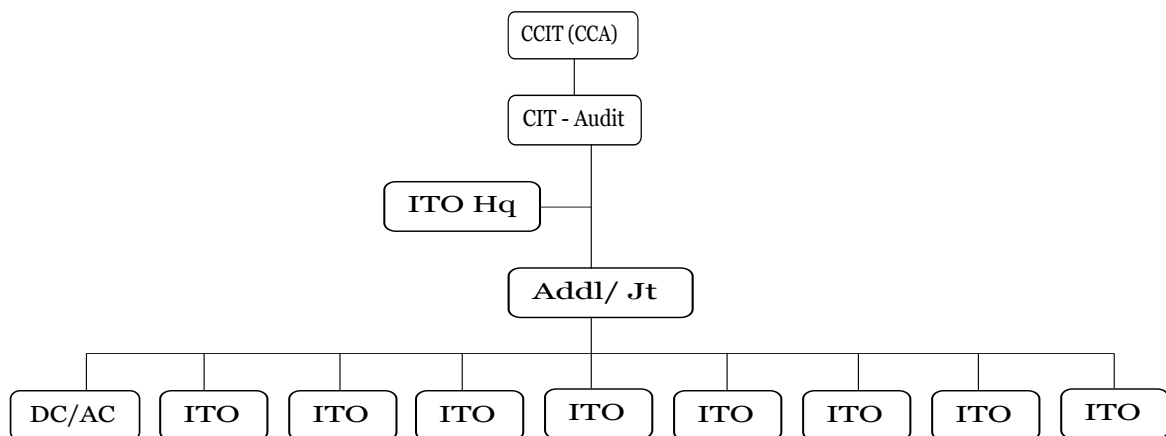 CCIT (CCA)
CIT - Audit
ITO Hq
Addl/ Jt
DC/AC
ITO
ITO
ITO
ITO
ITO
ITO
ITO
ITO